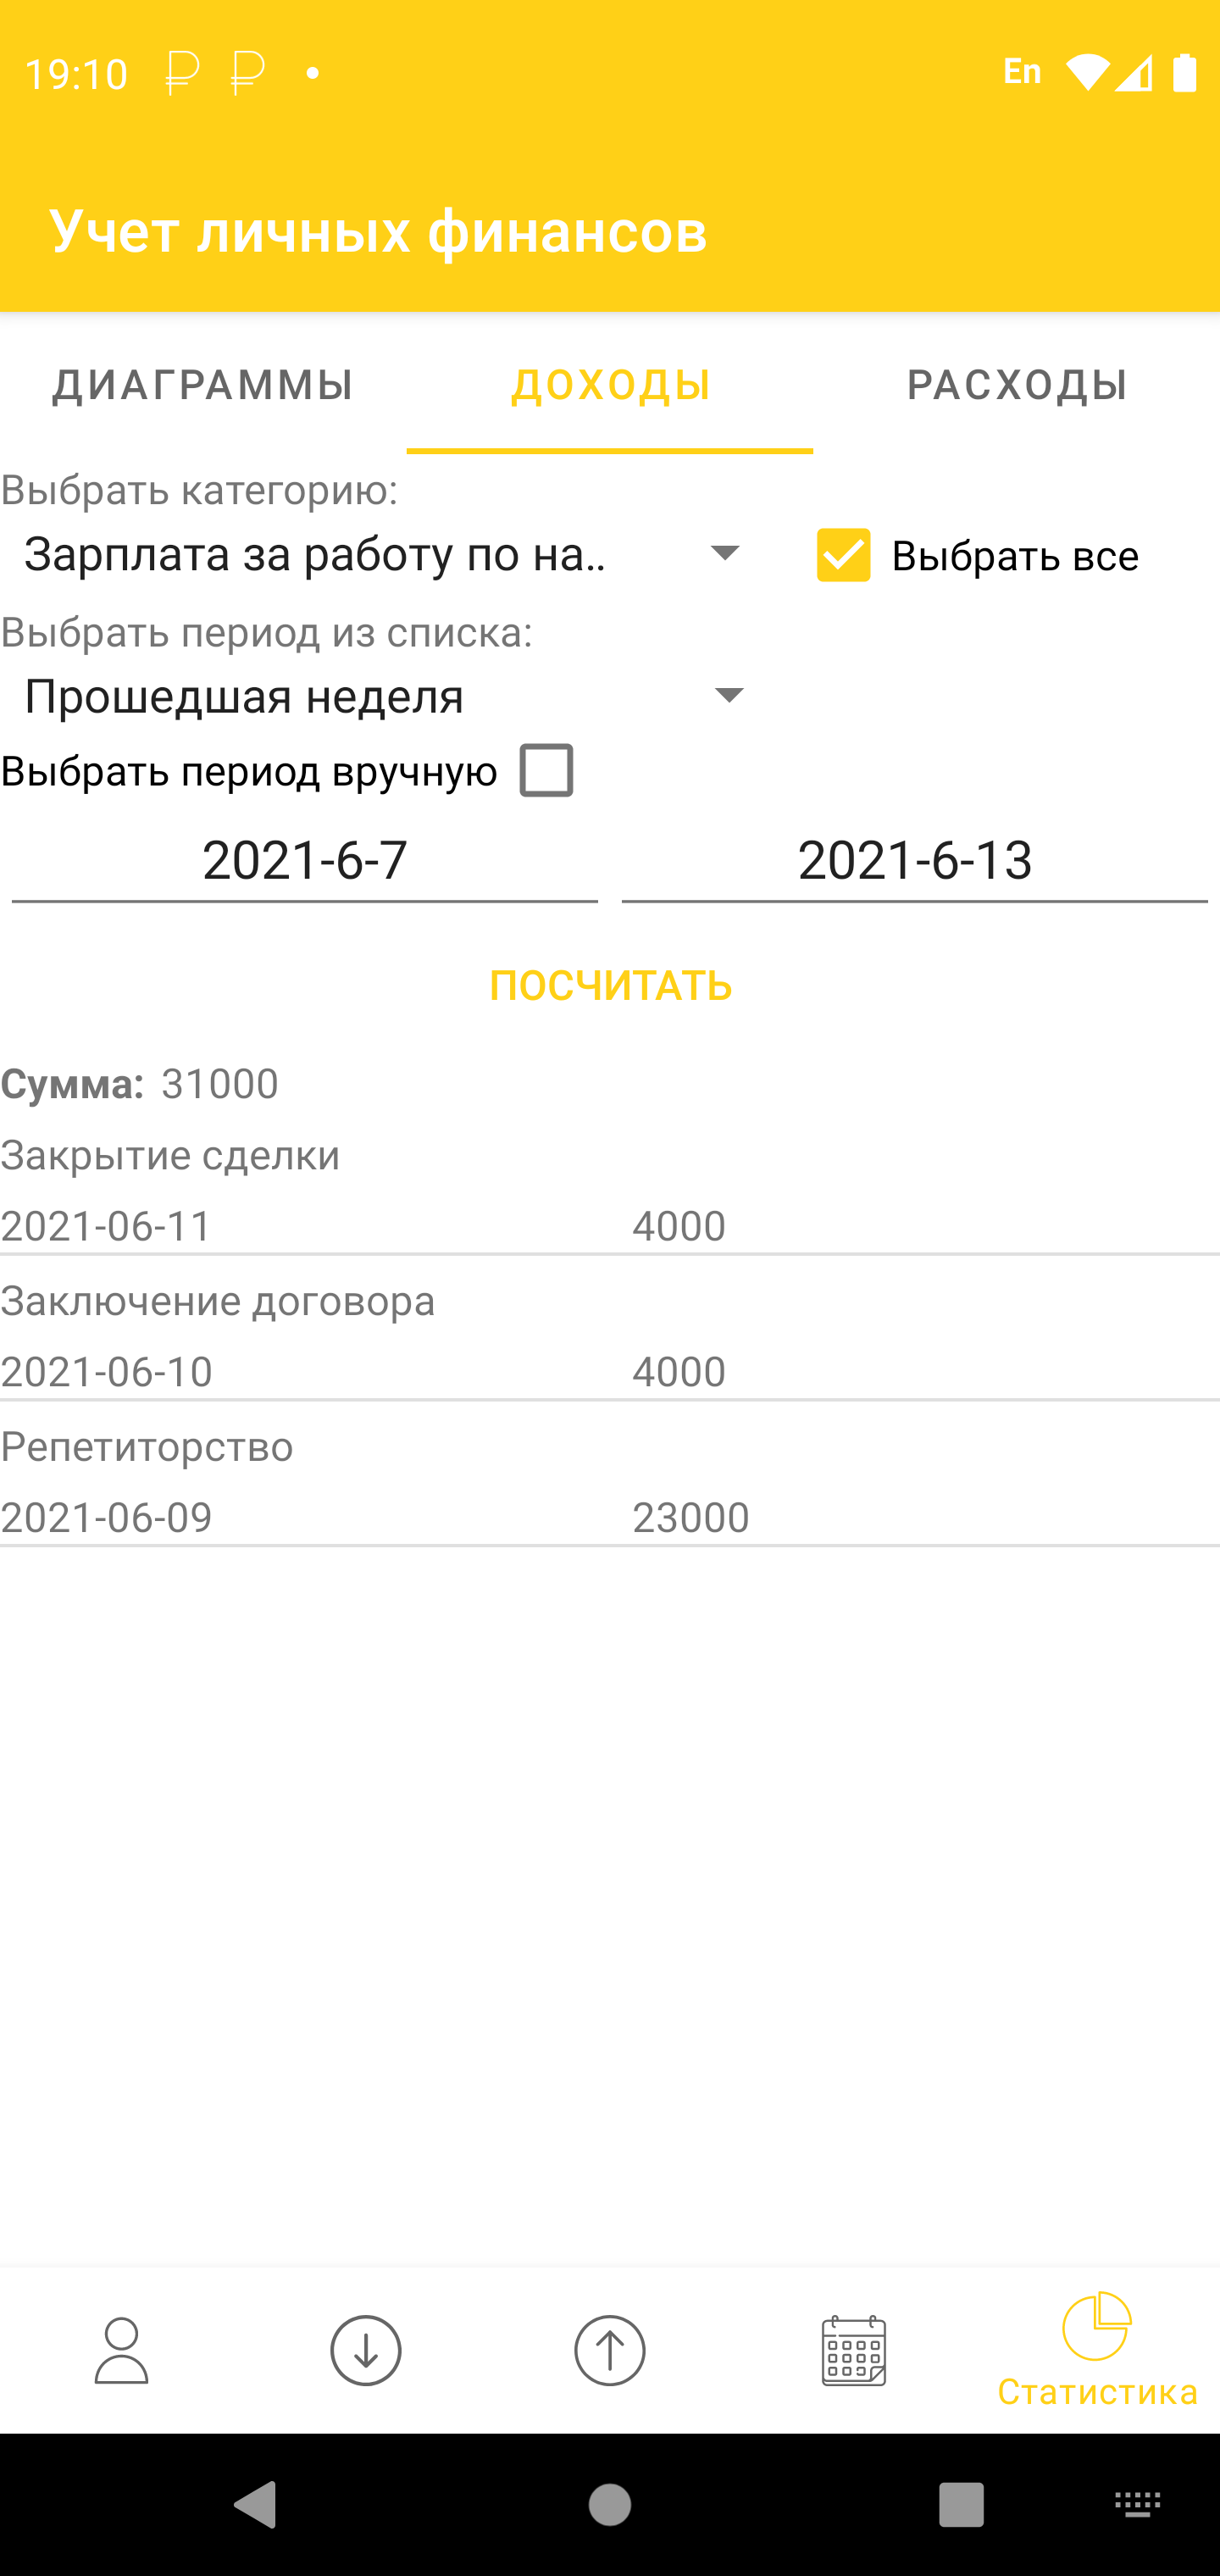 19:10 En
Учет личных финансов
ДИАГРАММЫ ДОХОДЫ РАСХОДЫ
Выбрать категорию:
Зарплата за работу по на.. Выбрать все
Выбрать период из списка:
Прошедшая неделя
Выбрать период вручную
2021-6-7 2021-6-13
ПОСЧИТАТЬ
Сумма: 31000
Закрытие сделки
2021-06-11 4000
Заключение договора
2021-06-10 4000
Репетиторство
2021-06-09 23000
Статистика